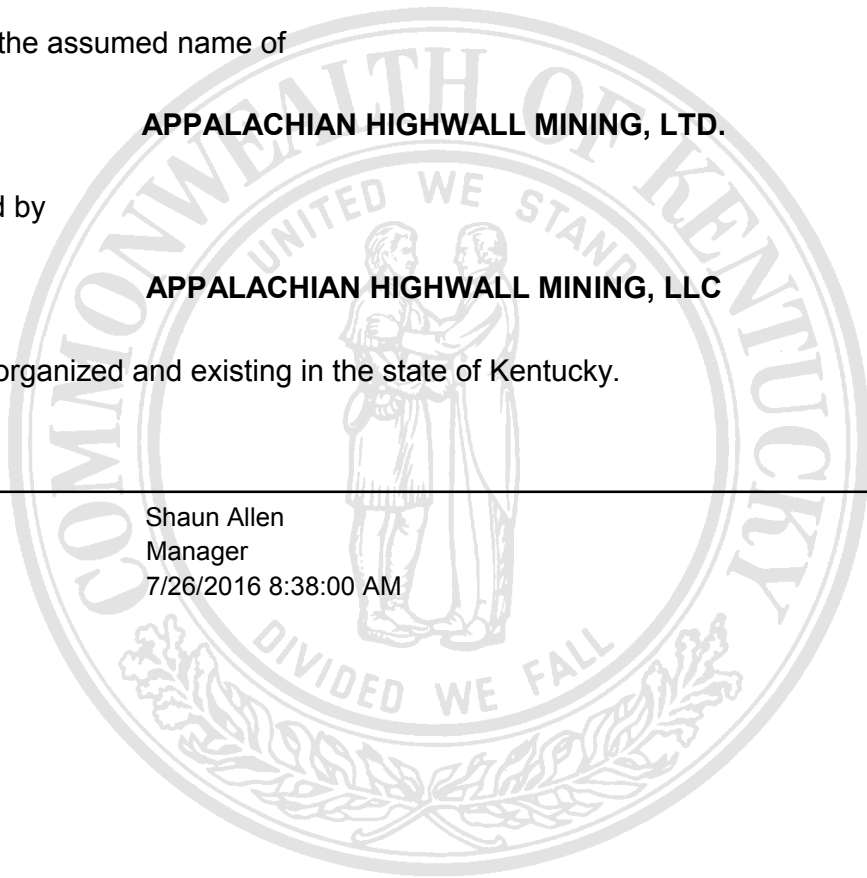 the assumed name of
APPALACHIAN HIGHWALL MINING, LTD.
d by
APPALACHIAN HIGHWALL MINING, LLC
organized and existing in the state of Kentucky.
Shaun Allen
Manager
7/26/2016 8:38:00 AM
COMMONWEALTH OF KENTUCKY
UNITED WE STAND
DIVIDED WE FALL